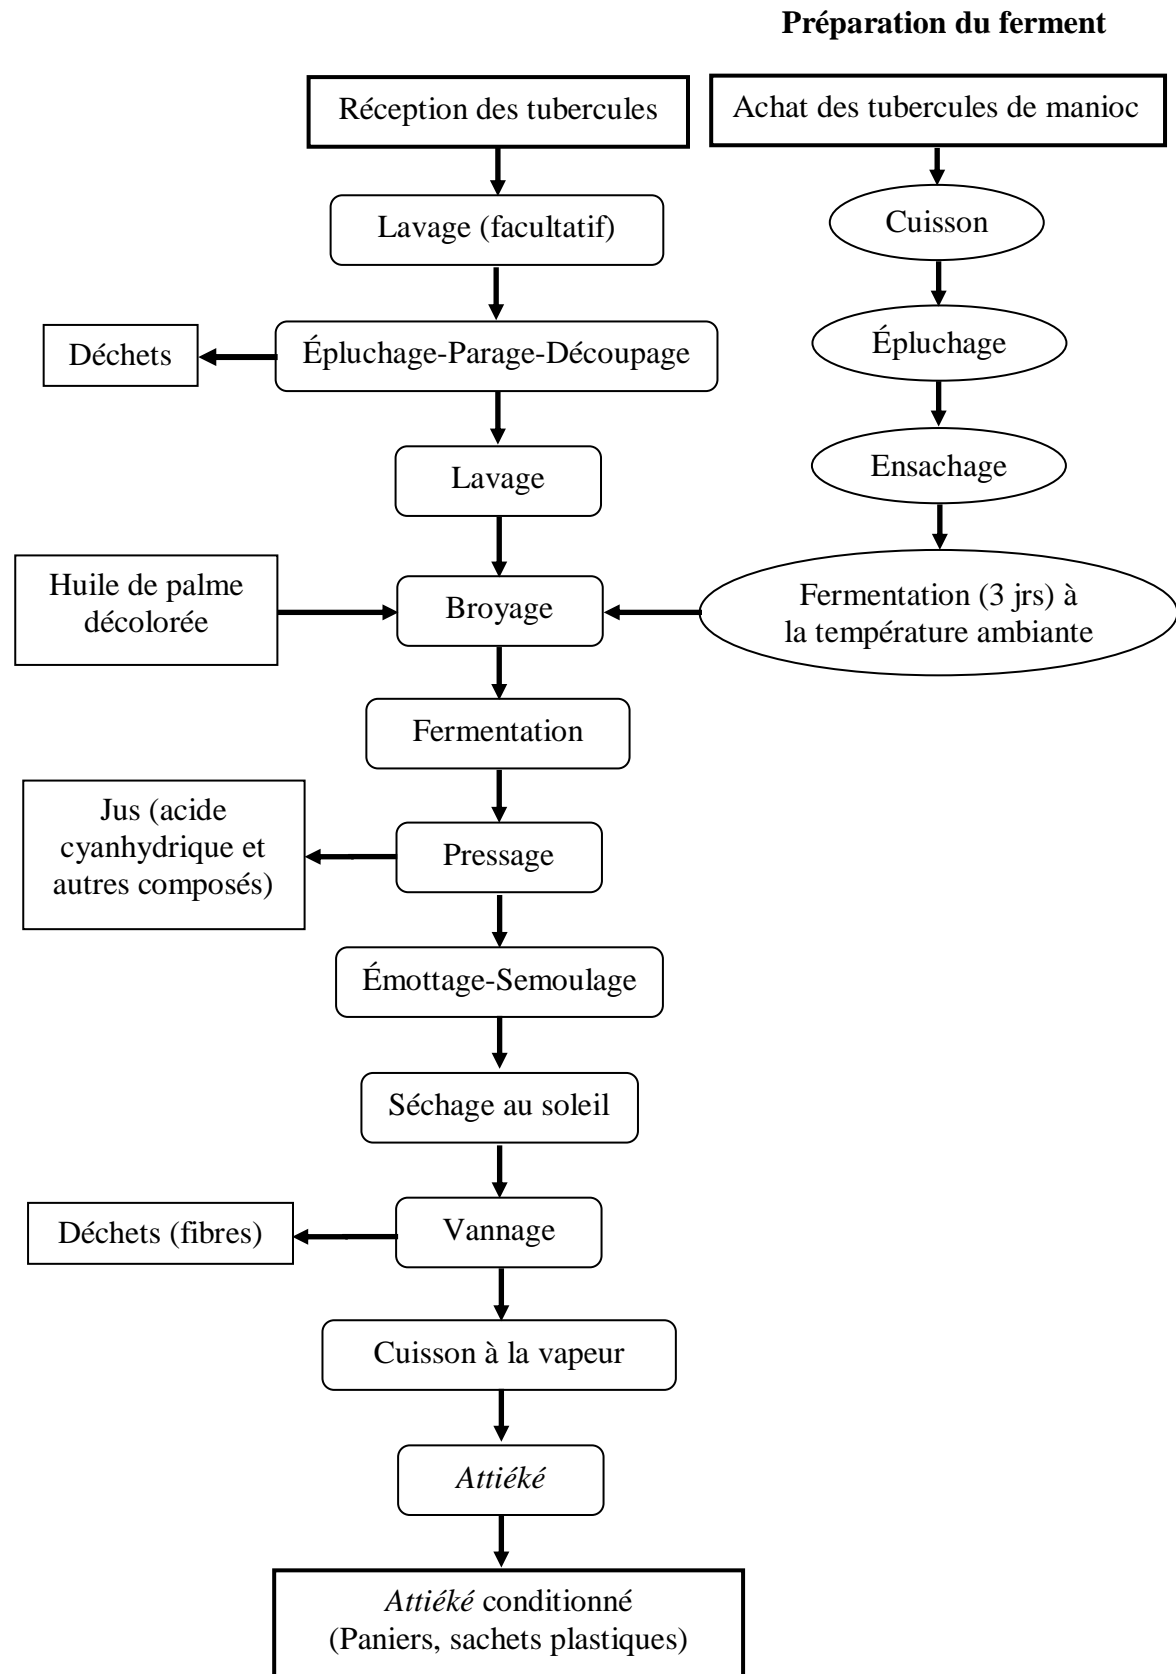 Préparation du ferment
Réception des tubercules
Achat des tubercules de manioc
Lavage (facultatif)
Cuisson
Déchets
Épluchage-Parage-Découpage
Épluchage
Lavage
Ensachage
Huile de palme
décolorée
Broyage
Fermentation (3 jrs) à
la température ambiante
Fermentation
Jus (acide
cyanhydrique et
autres composés)
Pressage
Émottage-Semoulage
Séchage au soleil
Déchets (fibres)
Vannage
Cuisson à la vapeur
Attiéké
Attiéké conditionné
(Paniers, sachets plastiques)